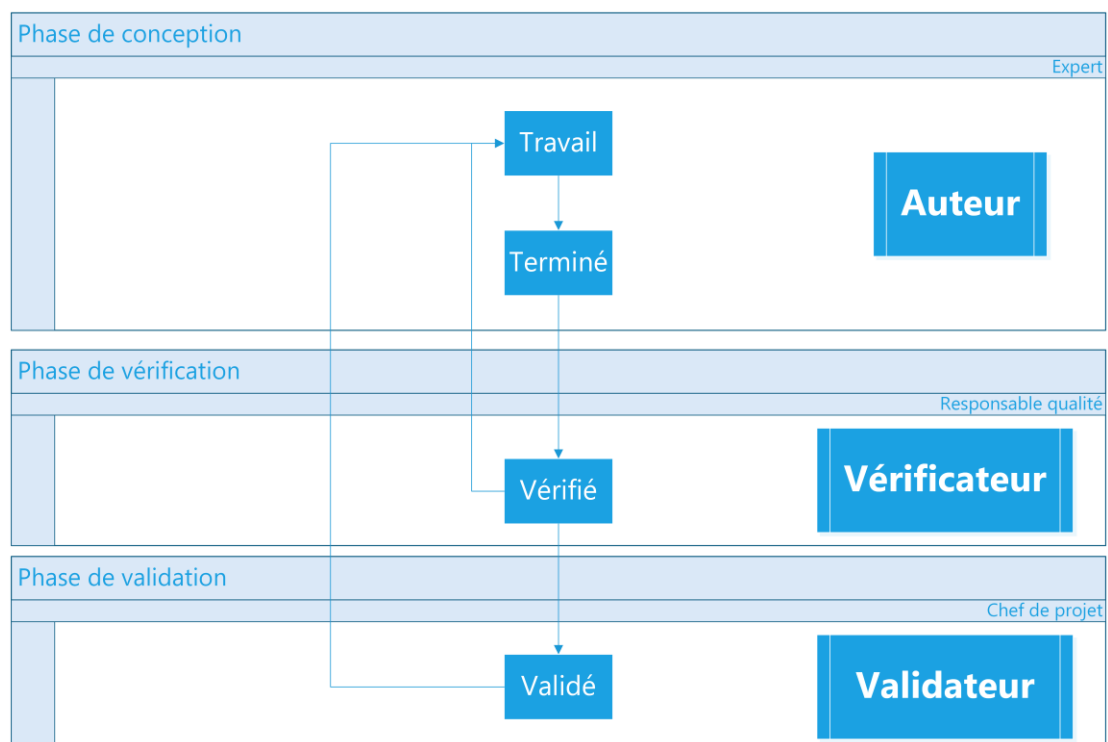 Phase de conception
Expert
Travail
Auteur
Terminé
Phase de vérification
Responsable qualité
Vérifié
Vérificateur
Phase de validation
Chef de projet
Validé
Validateur